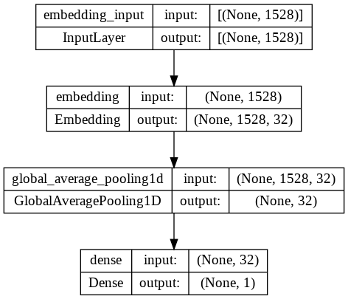 embedding_input input: [(None, 1528)]
InputLayer output: [(None, 1528)]
embedding input: (None, 1528)
Embedding output: (None, 1528, 32)
global_average_pooling1d input: (None, 1528, 32)
GlobalAveragePooling1D output: (None, 32)
dense input: (None, 32)
Dense output: (None, 1)